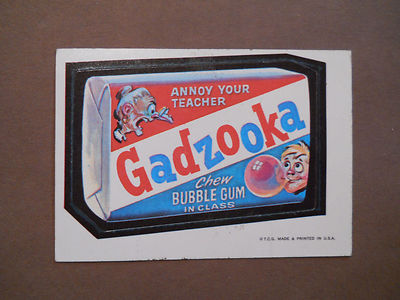 ANNOY YOUR
TEACHER
Gadzooka
Chew
BUBBLE GUM
IN CLASS
© T.C.G. MADE & PRINTED IN U.S.A.